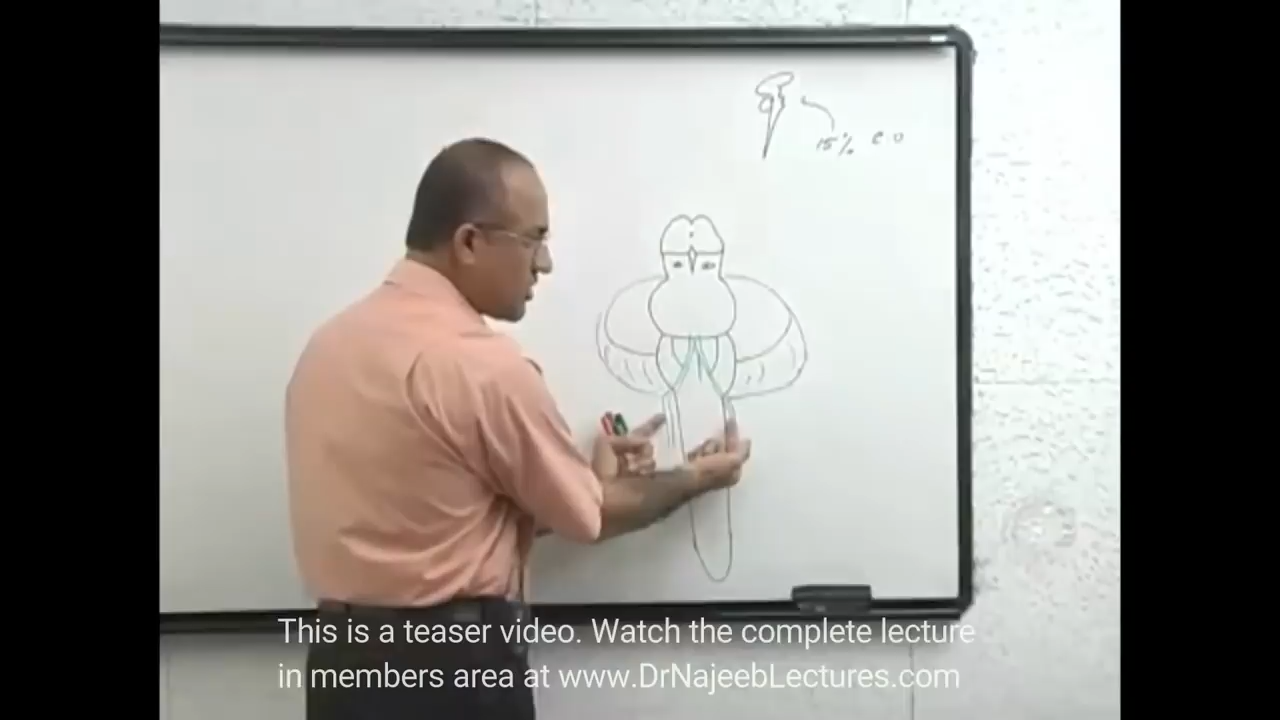 15% C.O
This is a teaser video. Watch the complete lecture
in members area at www.DrNajeebLectures.com